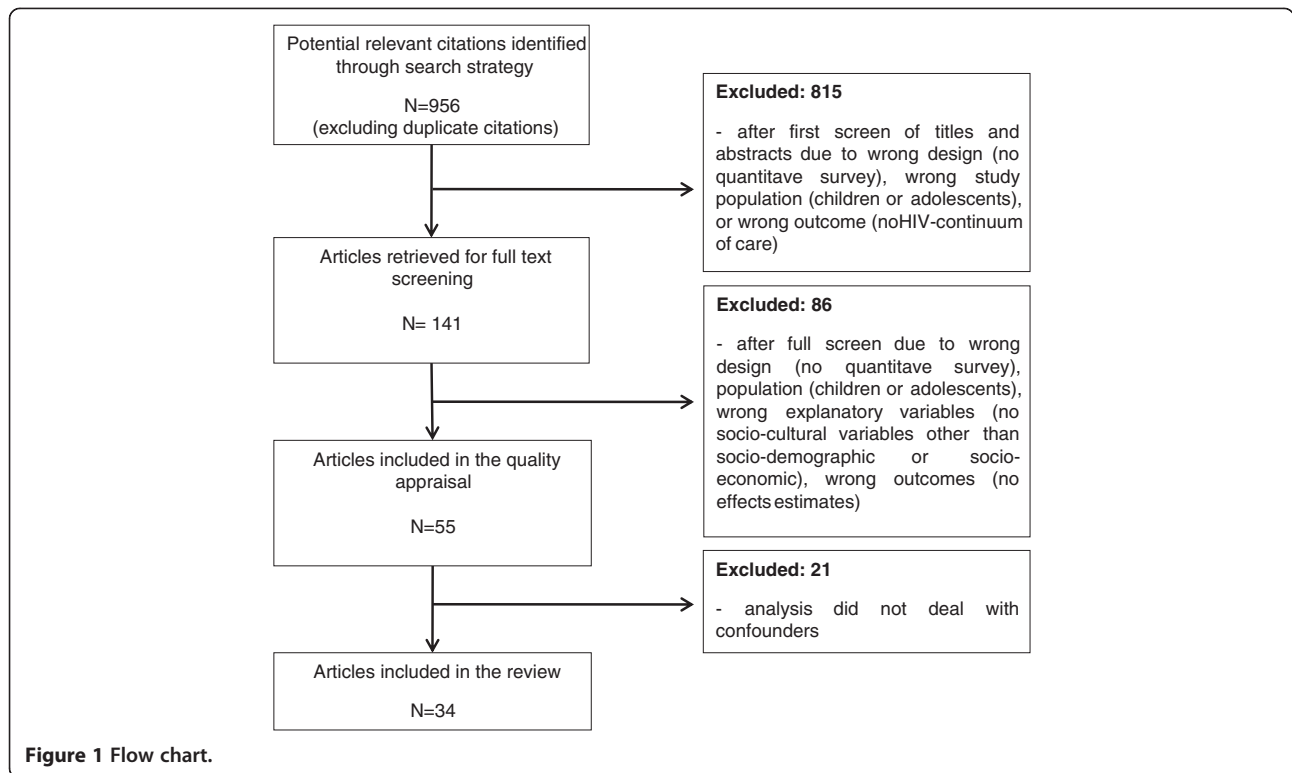 Potential relevant citations identified
through search strategy
N=956
(excluding duplicate citations)
Excluded: 815
- after first screen of titles and
abstracts due to wrong design (no
quantitave survey), wrong study
population (children or adolescents),
or wrong outcome (noHIV-continuum
of care)
Articles retrieved for full text
screening
N= 141
Excluded: 86
- after full screen due to wrong
design (no quantitave survey),
population (children or adolescents),
wrong explanatory variables (no
socio-cultural variables other than
socio-demographic or socio-
economic), wrong outcomes (no
effects estimates)
Articles included in the quality
appraisal
N=55
Excluded: 21
- analysis did not deal with
confounders
Articles included in the review
N=34
Figure 1 Flow chart.